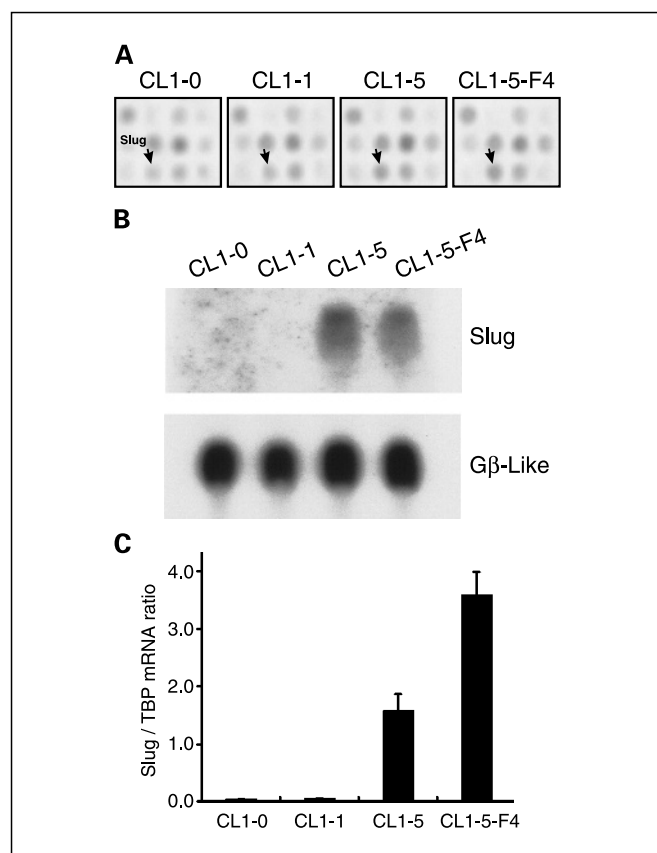 A
CL1-0 CL1-1 CL1-5 CL1-5-F4
Slug
B
CL1-0 CL1-1 CL1-5 CL1-5-F4
Slug
Gβ-Like
C
Slug / TBP mRNA ratio
4.0
3.0
2.0
1.0
0.0
CL1-0 CL1-1 CL1-5 CL1-5-F4